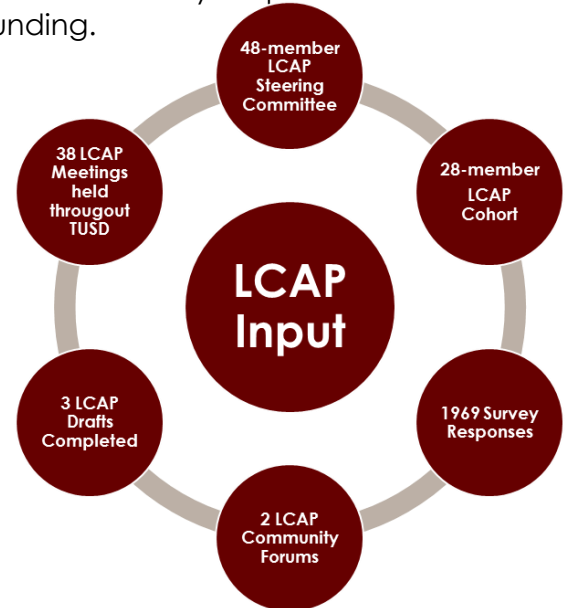 unding.
48-member
LCAP
Steering
Committee
28-member
LCAP
Cohort
1969 Survey
Responses
2 LCAP
Community
Forums
3 LCAP
Drafts
Completed
38 LCAP
Meetings
held
througout
TUSD
LCAP
Input